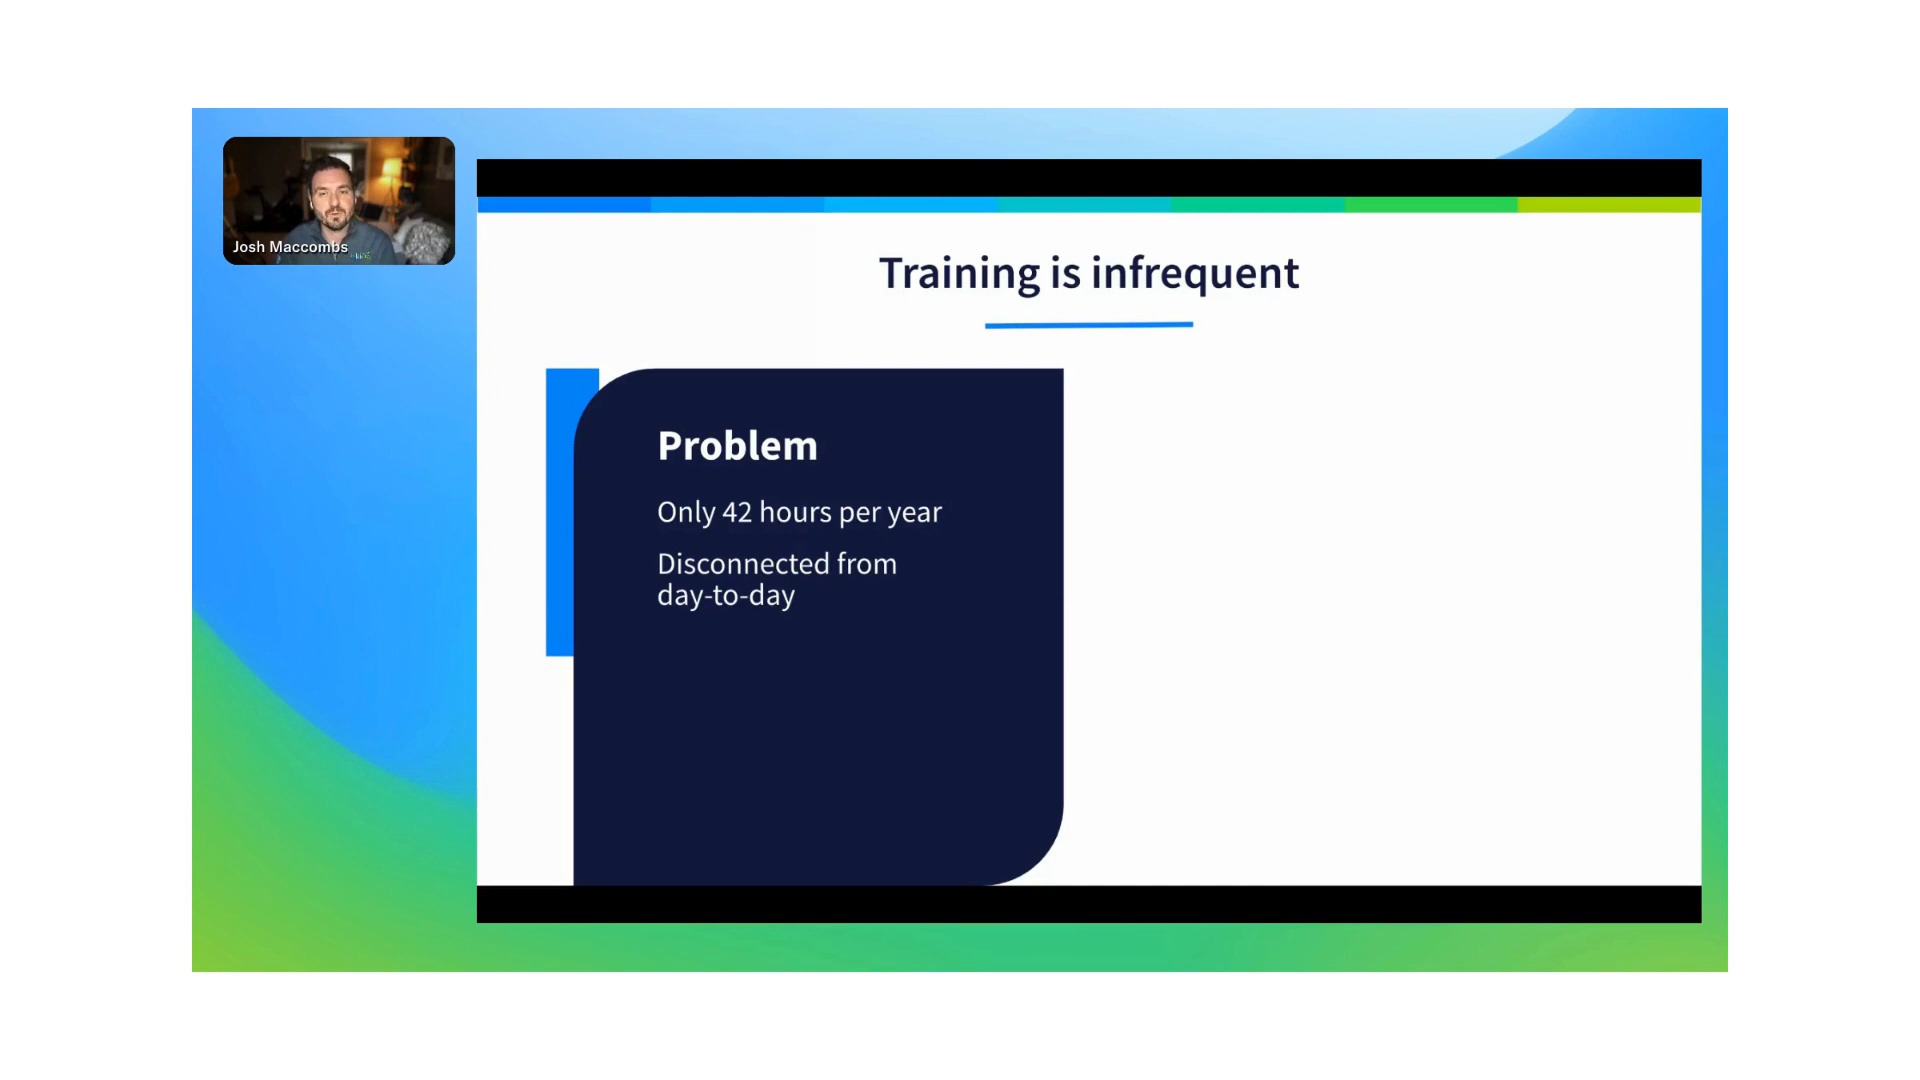 Josh Maccombs
Training is infrequent
Problem
Only 42 hours per year
Disconnected from
day-to-day